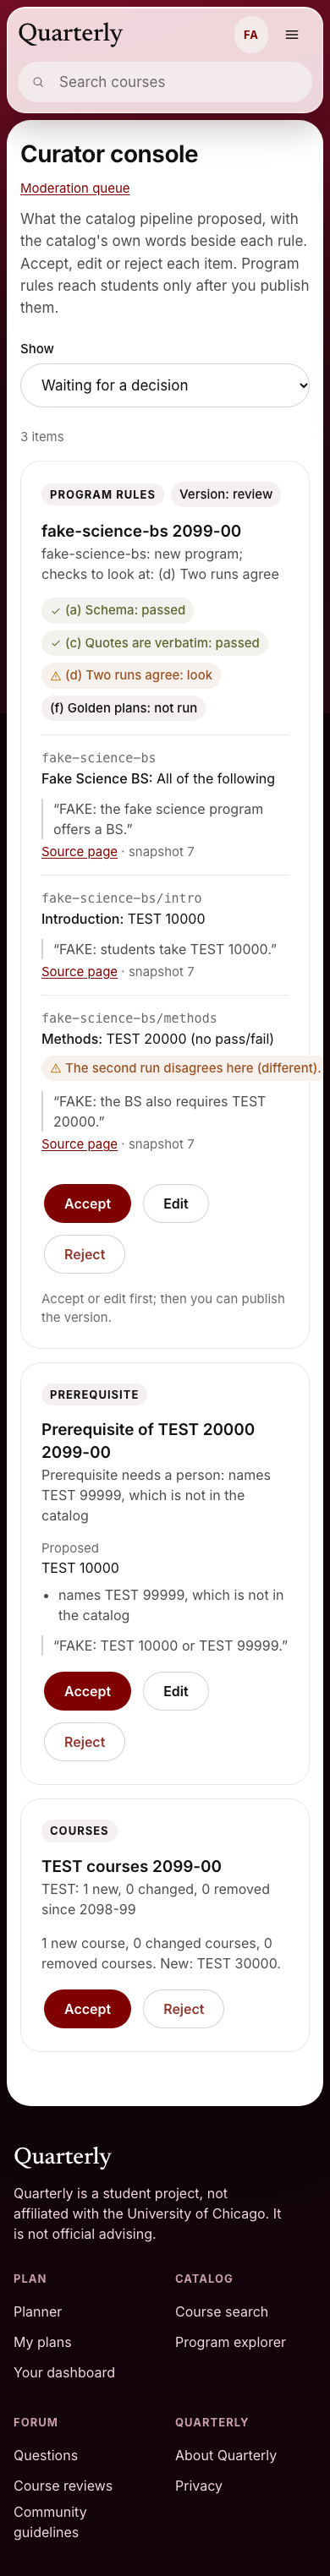 Quarterly
FA
Search courses
Curator console
Moderation queue
What the catalog pipeline proposed, with
the catalog's own words beside each rule.
Accept, edit or reject each item. Program
rules reach students only after you publish
them.
Show
Waiting for a decision
3 items
PROGRAM RULES
Version: review
fake-science-bs 2099-00
fake-science-bs: new program;
checks to look at: (d) Two runs agree
(a) Schema: passed
(c) Quotes are verbatim: passed
(d) Two runs agree: look
(f) Golden plans: not run
fake-science-bs
Fake Science BS: All of the following
“FAKE: the fake science program
offers a BS.”
Source page · snapshot 7
fake-science-bs/intro
Introduction: TEST 10000
“FAKE: students take TEST 10000.”
Source page · snapshot 7
fake-science-bs/methods
Methods: TEST 20000 (no pass/fail)
The second run disagrees here (different).
“FAKE: the BS also requires TEST
20000.”
Source page · snapshot 7
Accept
Edit
Reject
Accept or edit first; then you can publish
the version.
PREREQUISITE
Prerequisite of TEST 20000
2099-00
Prerequisite needs a person: names
TEST 99999, which is not in the
catalog
Proposed
TEST 10000
• names TEST 99999, which is not in
the catalog
“FAKE: TEST 10000 or TEST 99999.”
Accept
Edit
Reject
COURSES
TEST courses 2099-00
TEST: 1 new, 0 changed, 0 removed
since 2098-99
1 new course, 0 changed courses, 0
removed courses. New: TEST 30000.
Accept
Reject
Quarterly
Quarterly is a student project, not
affiliated with the University of Chicago. It
is not official advising.
PLAN
Planner
My plans
Your dashboard
CATALOG
Course search
Program explorer
FORUM
Questions
Course reviews
Community
guidelines
QUARTERLY
About Quarterly
Privacy